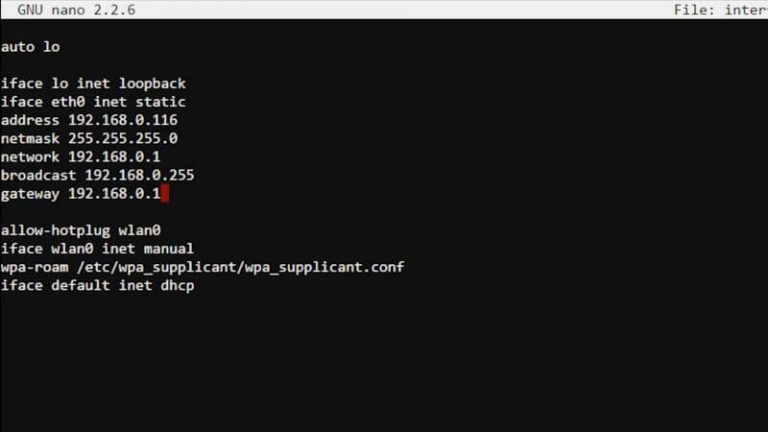 GNU nano 2.2.6 File: inter
auto lo
iface lo inet loopback
iface eth0 inet static
address 192.168.0.116
netmask 255.255.255.0
network 192.168.0.1
broadcast 192.168.0.255
gateway 192.168.0.1
allow-hotplug wlan0
iface wlan0 inet manual
wpa-roam /etc/wpa_supplicant/wpa_supplicant.conf
iface default inet dhcp